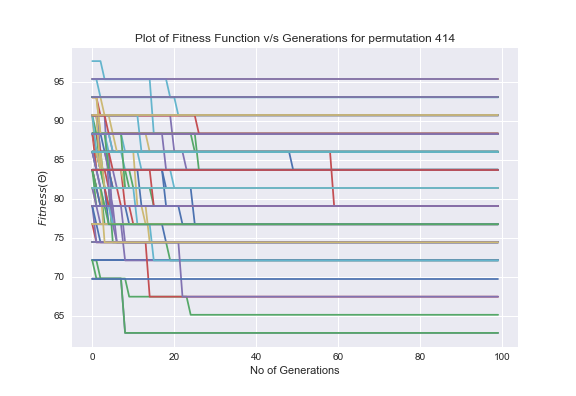 Plot of Fitness Function v/s Generations for permutation 414
95
90
85
80
75
70
65
Fitness(Θ)
0 20 40 60 80 100
No of Generations